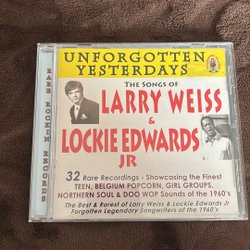 UNFORGOTTEN
YESTERDAYS
THE SONGS OF
LARRY WEISS
&
LOCKIE EDWARDS
JR
32 Rare Recordings - Showcasing the Finest
TEEN, BELGIUM POPCORN, GIRL GROUPS,
NORTHERN SOUL & DOO WOP Sounds of the 1960's
The Best & Rarest of Larry Weiss & Lockie Edwards Jr
Forgotten Legendary Songwriters of the 1960's
RARE ROCKIN RECORDS